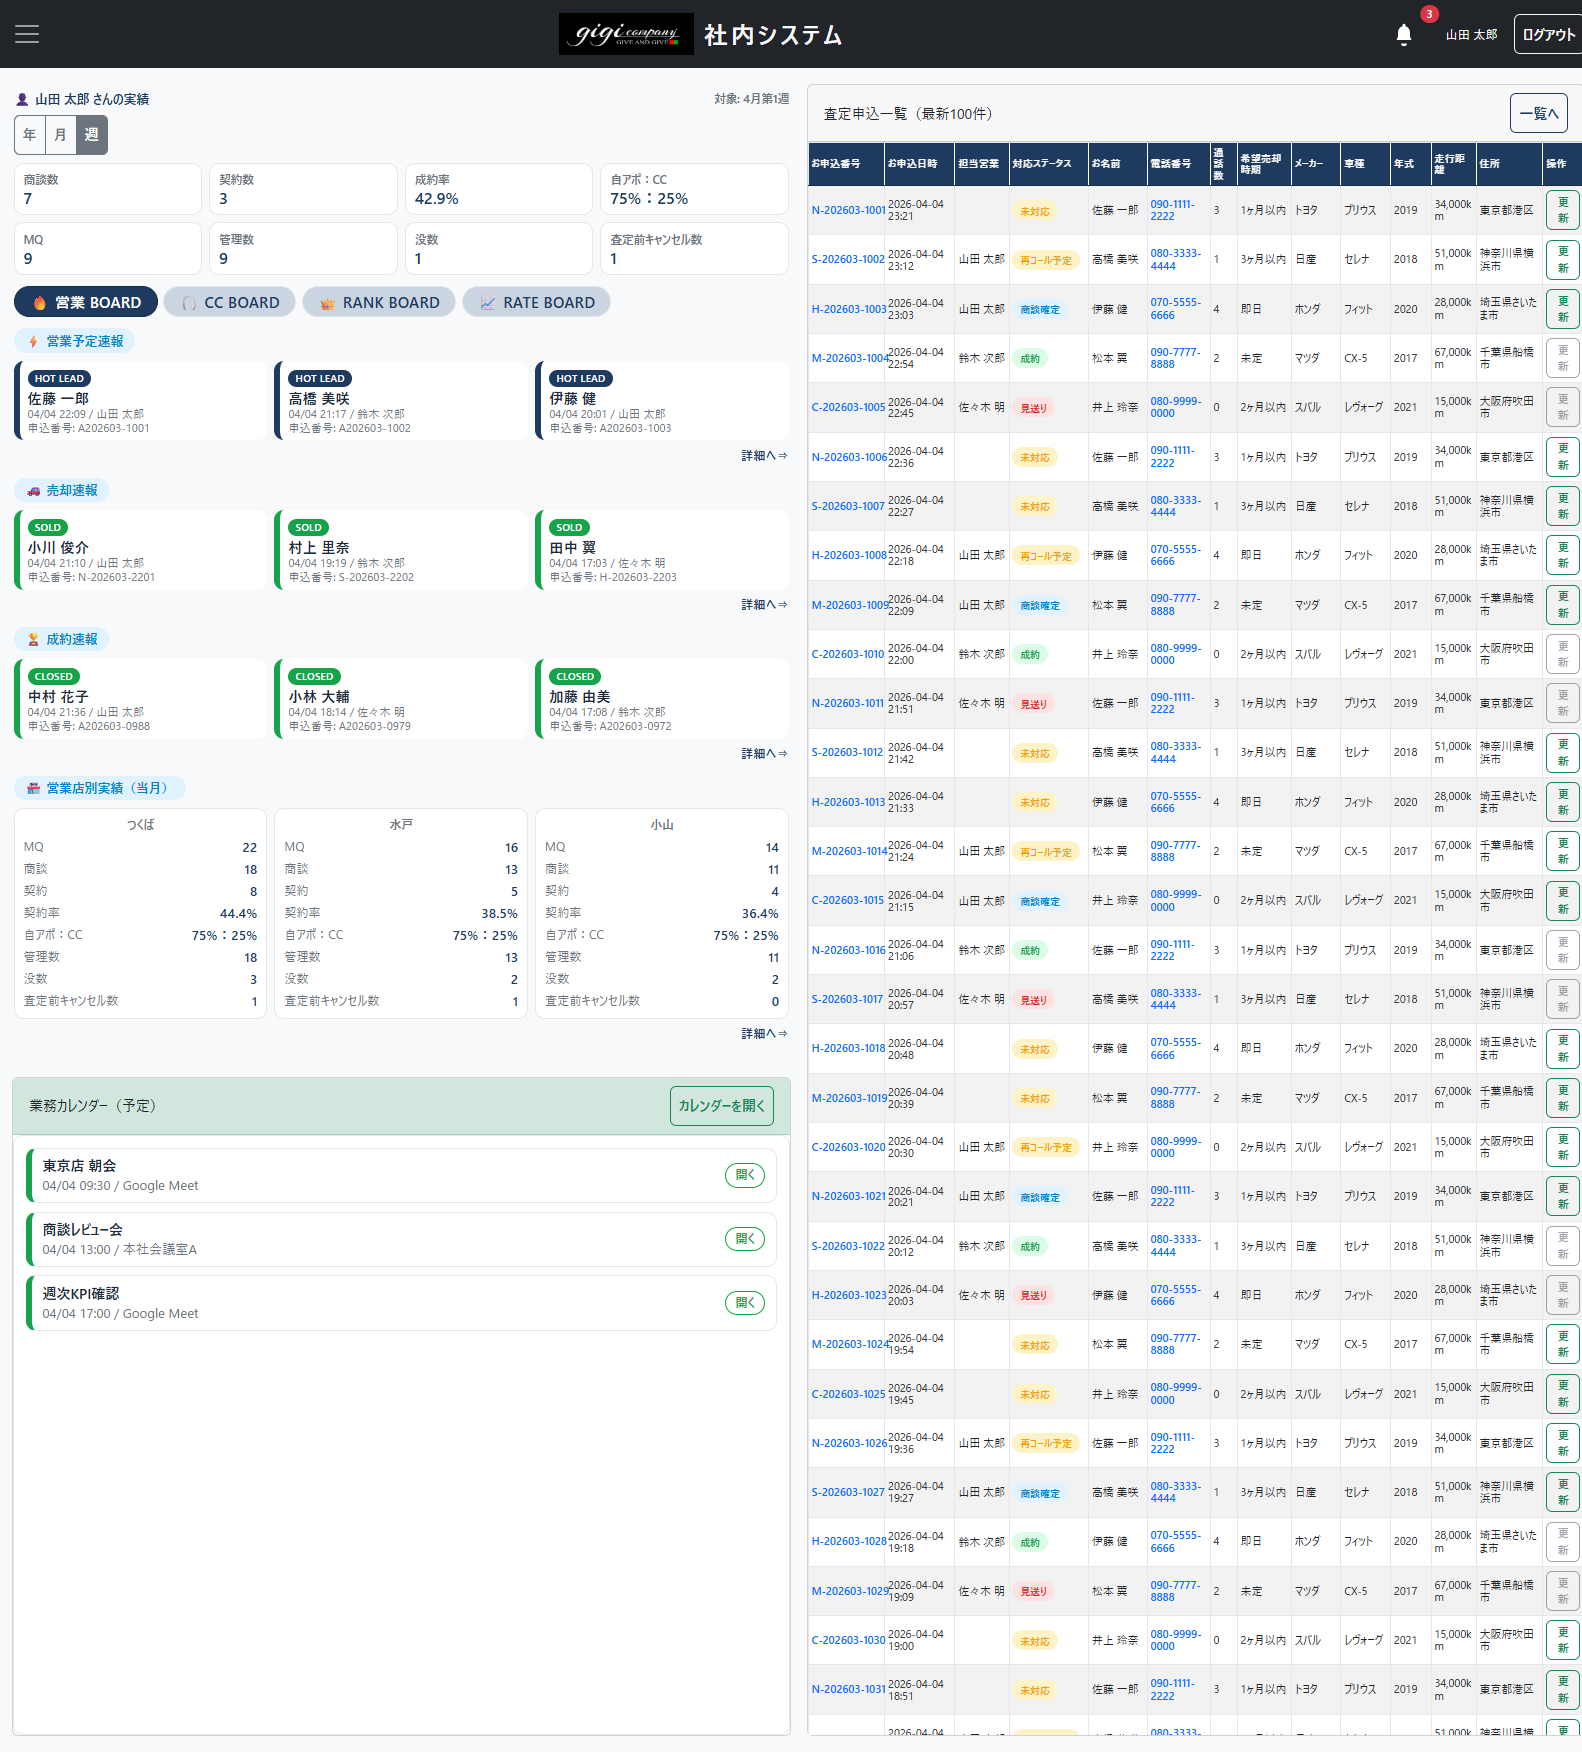 gigi company
GIVE AND GIVE
社内システム
3
山田 太郎
ログアウト
山田 太郎 さんの実績
対象: 4月第1週
年 月 週
商談数 契約数 成約率 自アポ：CC
7 3 42.9% 75%：25%
MQ 管理数 没数 査定前キャンセル数
9 9 1 1
営業 BOARD CC BOARD RANK BOARD RATE BOARD
営業予定速報
HOT LEAD HOT LEAD HOT LEAD
佐藤 一郎 高橋 美咲 伊藤 健
04/04 22:09 / 山田 太郎 04/04 21:17 / 鈴木 次郎 04/04 20:01 / 山田 太郎
申込番号: A202603-1001 申込番号: A202603-1002 申込番号: A202603-1003
詳細へ⇒
売却速報
SOLD SOLD SOLD
小川 俊介 村上 里奈 田中 翼
04/04 21:10 / 山田 太郎 04/04 19:19 / 鈴木 次郎 04/04 17:03 / 佐々木 明
申込番号: N-202603-2201 申込番号: S-202603-2202 申込番号: H-202603-2203
詳細へ⇒
成約速報
CLOSED CLOSED CLOSED
中村 花子 小林 大輔 加藤 由美
04/04 21:36 / 山田 太郎 04/04 18:14 / 佐々木 明 04/04 17:08 / 鈴木 次郎
申込番号: A202603-0988 申込番号: A202603-0979 申込番号: A202603-0972
詳細へ⇒
営業店別実績（当月）
つくば 水戸 小山
MQ 22 MQ 16 MQ 14
商談 18 商談 13 商談 11
契約 8 契約 5 契約 4
契約率 44.4% 契約率 38.5% 契約率 36.4%
自アポ：CC 75%：25% 自アポ：CC 75%：25% 自アポ：CC 75%：25%
管理数 18 管理数 13 管理数 11
没数 3 没数 2 没数 2
査定前キャンセル数 1 査定前キャンセル数 1 査定前キャンセル数 0
詳細へ⇒
業務カレンダー（予定）
カレンダーを開く
東京店 朝会
04/04 09:30 / Google Meet
開く
商談レビュー会
04/04 13:00 / 本社会議室A
開く
週次KPI確認
04/04 17:00 / Google Meet
開く
査定申込一覧（最新100件）
一覧へ
お申込番号 お申込日時 担当営業 対応ステータス お名前 電話番号 通話数 希望売却時期 メーカー 車種 年式 走行距離 住所 操作
N-202603-1001 2026-04-04 23:21 未対応 佐藤 一郎 090-1111-2222 3 1ヶ月以内 トヨタ プリウス 2019 34,000km 東京都港区 更新
S-202603-1002 2026-04-04 23:12 山田 太郎 再コール予定 高橋 美咲 080-3333-4444 1 3ヶ月以内 日産 セレナ 2018 51,000km 神奈川県横浜市 更新
H-202603-1003 2026-04-04 23:03 山田 太郎 商談確定 伊藤 健 070-5555-6666 4 即日 ホンダ フィット 2020 28,000km 埼玉県さいたま市 更新
M-202603-1004 2026-04-04 22:54 鈴木 次郎 成約 松本 翼 090-7777-8888 2 未定 マツダ CX-5 2017 67,000km 千葉県船橋市 更新
C-202603-1005 2026-04-04 22:45 佐々木 明 見送り 井上 玲奈 080-9999-0000 0 2ヶ月以内 スバル レヴォーグ 2021 15,000km 大阪府吹田市 更新
N-202603-1006 2026-04-04 22:36 未対応 佐藤 一郎 090-1111-2222 3 1ヶ月以内 トヨタ プリウス 2019 34,000km 東京都港区 更新
S-202603-1007 2026-04-04 22:27 未対応 高橋 美咲 080-3333-4444 1 3ヶ月以内 日産 セレナ 2018 51,000km 神奈川県横浜市 更新
H-202603-1008 2026-04-04 22:18 山田 太郎 再コール予定 伊藤 健 070-5555-6666 4 即日 ホンダ フィット 2020 28,000km 埼玉県さいたま市 更新
M-202603-1009 2026-04-04 22:09 山田 太郎 商談確定 松本 翼 090-7777-8888 2 未定 マツダ CX-5 2017 67,000km 千葉県船橋市 更新
C-202603-1010 2026-04-04 22:00 鈴木 次郎 成約 井上 玲奈 080-9999-0000 0 2ヶ月以内 スバル レヴォーグ 2021 15,000km 大阪府吹田市 更新
N-202603-1011 2026-04-04 21:51 佐々木 明 見送り 佐藤 一郎 090-1111-2222 3 1ヶ月以内 トヨタ プリウス 2019 34,000km 東京都港区 更新
S-202603-1012 2026-04-04 21:42 未対応 高橋 美咲 080-3333-4444 1 3ヶ月以内 日産 セレナ 2018 51,000km 神奈川県横浜市 更新
H-202603-1013 2026-04-04 21:33 未対応 伊藤 健 070-5555-6666 4 即日 ホンダ フィット 2020 28,000km 埼玉県さいたま市 更新
M-202603-1014 2026-04-04 21:24 山田 太郎 再コール予定 松本 翼 090-7777-8888 2 未定 マツダ CX-5 2017 67,000km 千葉県船橋市 更新
C-202603-1015 2026-04-04 21:15 山田 太郎 商談確定 井上 玲奈 080-9999-0000 0 2ヶ月以内 スバル レヴォーグ 2021 15,000km 大阪府吹田市 更新
N-202603-1016 2026-04-04 21:06 鈴木 次郎 成約 佐藤 一郎 090-1111-2222 3 1ヶ月以内 トヨタ プリウス 2019 34,000km 東京都港区 更新
S-202603-1017 2026-04-04 20:57 佐々木 明 見送り 高橋 美咲 080-3333-4444 1 3ヶ月以内 日産 セレナ 2018 51,000km 神奈川県横浜市 更新
H-202603-1018 2026-04-04 20:48 未対応 伊藤 健 070-5555-6666 4 即日 ホンダ フィット 2020 28,000km 埼玉県さいたま市 更新
M-202603-1019 2026-04-04 20:39 未対応 松本 翼 090-7777-8888 2 未定 マツダ CX-5 2017 67,000km 千葉県船橋市 更新
C-202603-1020 2026-04-04 20:30 山田 太郎 再コール予定 井上 玲奈 080-9999-0000 0 2ヶ月以内 スバル レヴォーグ 2021 15,000km 大阪府吹田市 更新
N-202603-1021 2026-04-04 20:21 山田 太郎 商談確定 佐藤 一郎 090-1111-2222 3 1ヶ月以内 トヨタ プリウス 2019 34,000km 東京都港区 更新
S-202603-1022 2026-04-04 20:12 鈴木 次郎 成約 高橋 美咲 080-3333-4444 1 3ヶ月以内 日産 セレナ 2018 51,000km 神奈川県横浜市 更新
H-202603-1023 2026-04-04 20:03 佐々木 明 見送り 伊藤 健 070-5555-6666 4 即日 ホンダ フィット 2020 28,000km 埼玉県さいたま市 更新
M-202603-1024 2026-04-04 19:54 未対応 松本 翼 090-7777-8888 2 未定 マツダ CX-5 2017 67,000km 千葉県船橋市 更新
C-202603-1025 2026-04-04 19:45 未対応 井上 玲奈 080-9999-0000 0 2ヶ月以内 スバル レヴォーグ 2021 15,000km 大阪府吹田市 更新
N-202603-1026 2026-04-04 19:36 山田 太郎 再コール予定 佐藤 一郎 090-1111-2222 3 1ヶ月以内 トヨタ プリウス 2019 34,000km 東京都港区 更新
S-202603-1027 2026-04-04 19:27 山田 太郎 商談確定 高橋 美咲 080-3333-4444 1 3ヶ月以内 日産 セレナ 2018 51,000km 神奈川県横浜市 更新
H-202603-1028 2026-04-04 19:18 鈴木 次郎 成約 伊藤 健 070-5555-6666 4 即日 ホンダ フィット 2020 28,000km 埼玉県さいたま市 更新
M-202603-1029 2026-04-04 19:09 佐々木 明 見送り 松本 翼 090-7777-8888 2 未定 マツダ CX-5 2017 67,000km 千葉県船橋市 更新
C-202603-1030 2026-04-04 19:00 未対応 井上 玲奈 080-9999-0000 0 2ヶ月以内 スバル レヴォーグ 2021 15,000km 大阪府吹田市 更新
N-202603-1031 2026-04-04 18:51 未対応 佐藤 一郎 090-1111-2222 3 1ヶ月以内 トヨタ プリウス 2019 34,000km 東京都港区 更新
2026-04-04 080-3333- 51,000k 神奈川県横 更